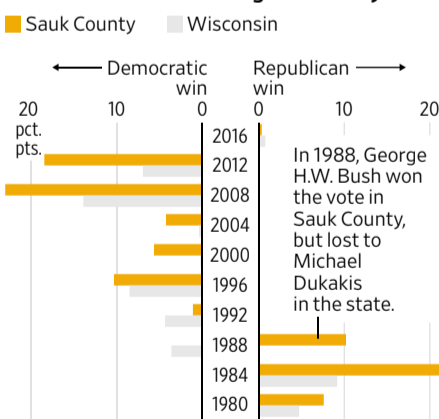 Sauk County
Wisconsin
Democratic
win
Republican
win
20
pct.
pts.
10
0
0
10
20
2016
2012
2008
2004
2000
1996
1992
1988
1984
1980
In 1988, George
H.W. Bush won
the vote in
Sauk County,
but lost to
Michael
Dukakis
in the state.